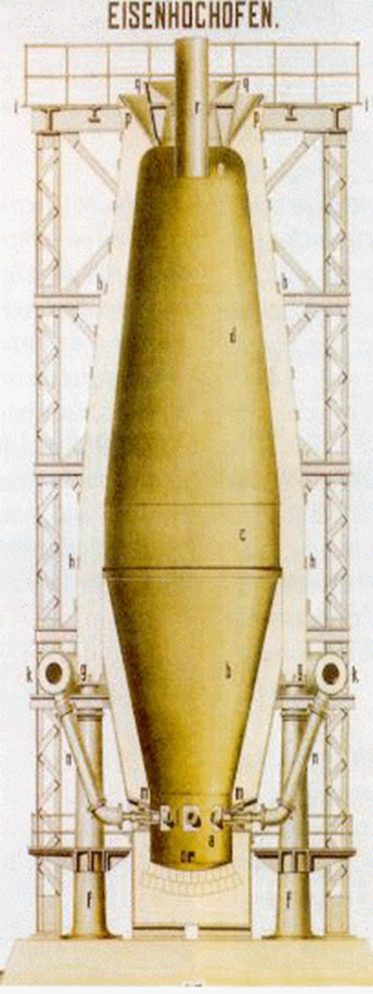 EISENHOCHOFEN.
q q
r
p p
i i
h h
d
c
h h
b
k g g k
n n
m m
a
f f